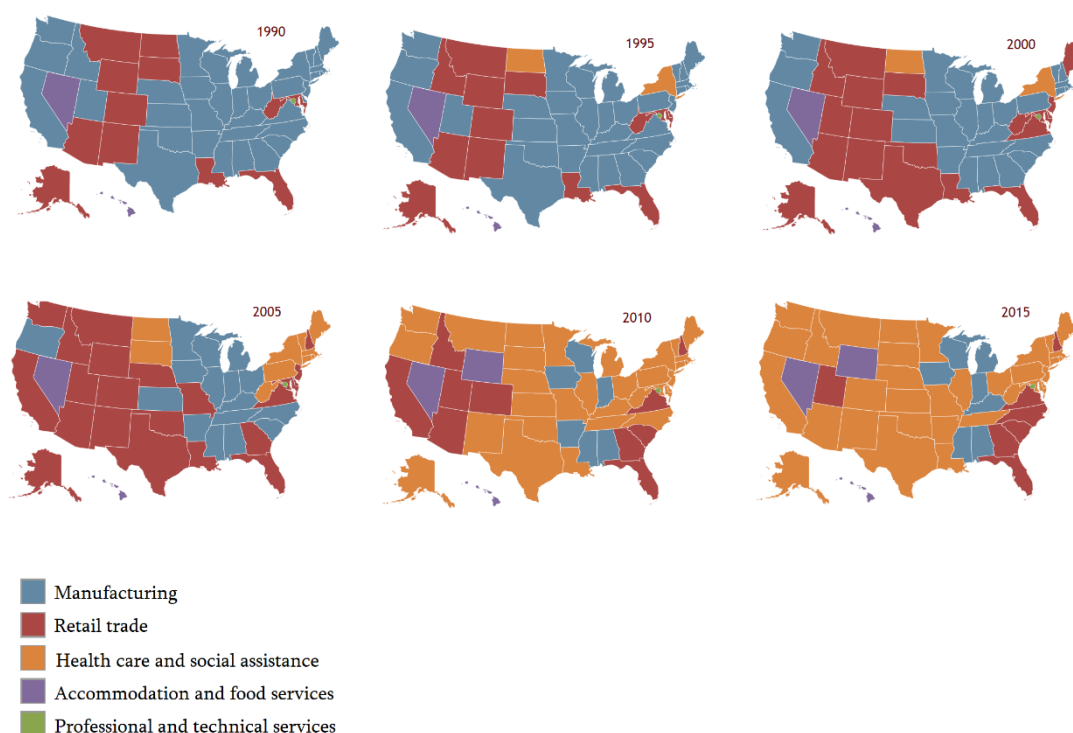 1990
1995
2000
2005
2010
2015
Manufacturing
Retail trade
Health care and social assistance
Accommodation and food services
Professional and technical services